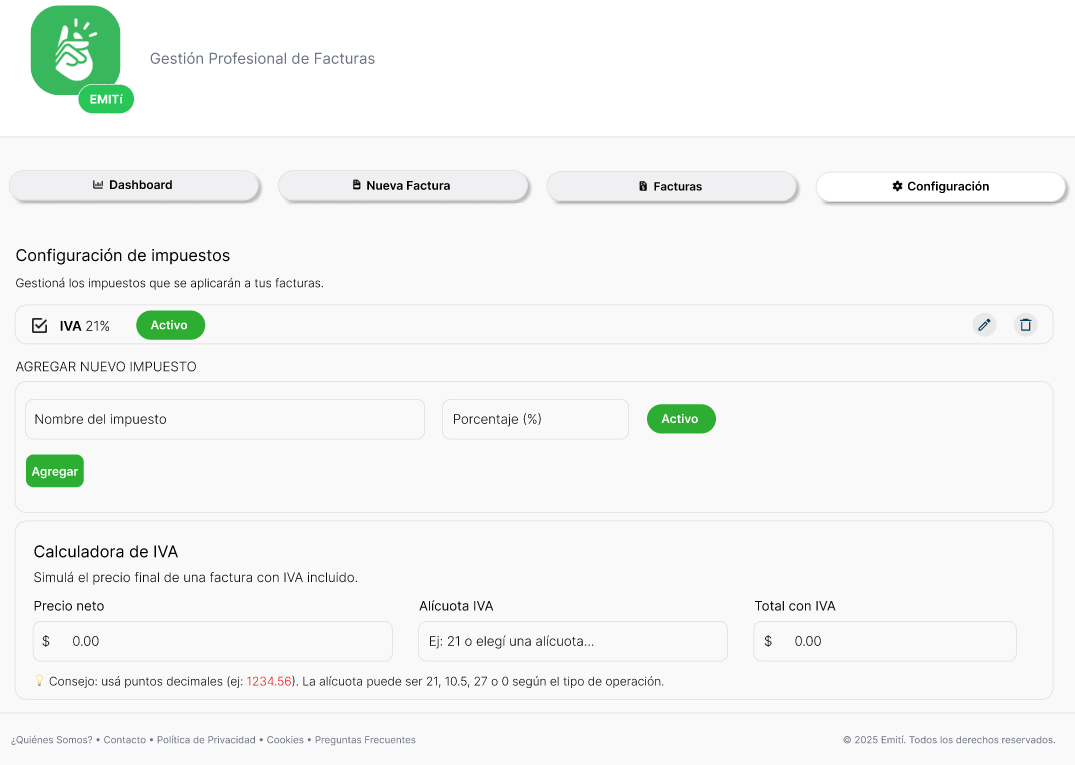 EMITí
Gestión Profesional de Facturas
Dashboard
Nueva Factura
Facturas
Configuración
Configuración de impuestos
Gestioná los impuestos que se aplicarán a tus facturas.
IVA 21%
Activo
AGREGAR NUEVO IMPUESTO
Nombre del impuesto
Porcentaje (%)
Activo
Agregar
Calculadora de IVA
Simulá el precio final de una factura con IVA incluido.
Precio neto
Alícuota IVA
Total con IVA
$ 0.00
Ej: 21 o elegí una alícuota...
$ 0.00
Consejo: usá puntos decimales (ej: 1234.56). La alícuota puede ser 21, 10.5, 27 o 0 según el tipo de operación.
¿Quiénes Somos? • Contacto • Política de Privacidad • Cookies • Preguntas Frecuentes
© 2025 Emití. Todos los derechos reservados.